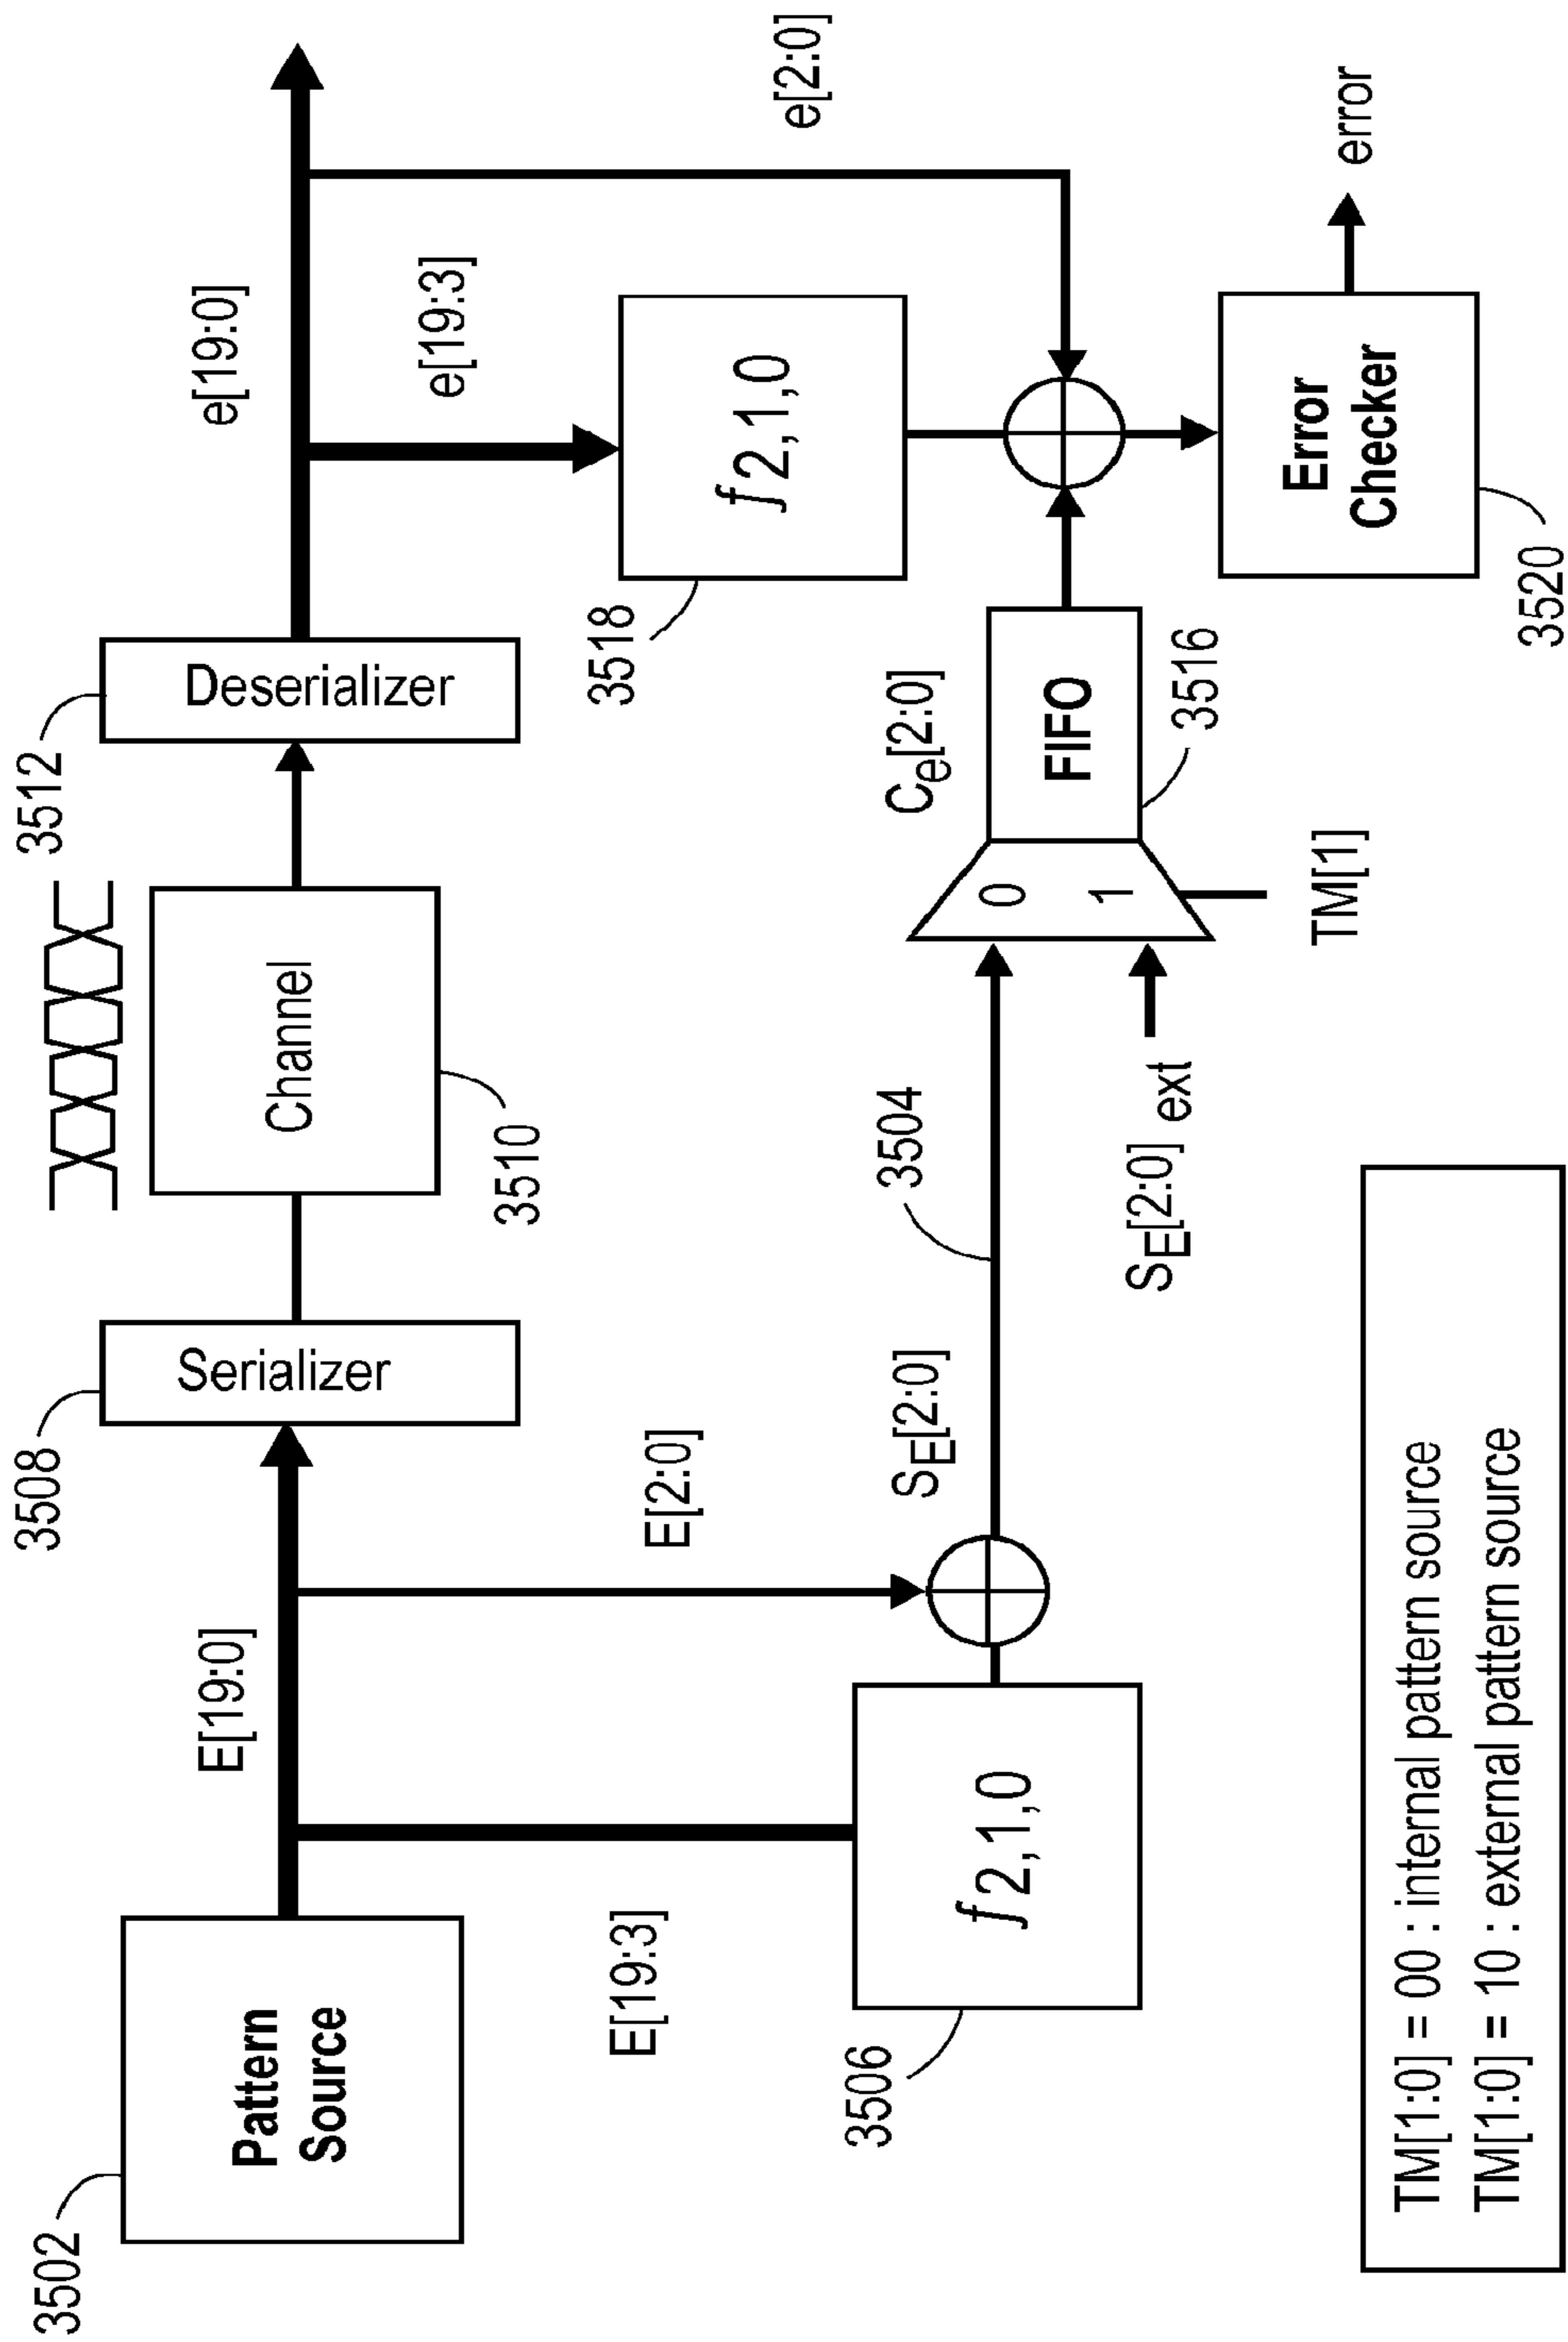 3502
Pattern
Source
E[19:0]
3508
Serializer
Channel
3510
3512
Deserializer
e[19:0]
E[19:3]
E[2:0]
e[19:3]
e[2:0]
3506
f2,1,0
SE[2:0]
3504
SE[2:0] ext
0
1
TM[1]
Ce[2:0]
FIFO
3516
3518
f2,1,0
Error
Checker
3520
error
TM[1:0] = 00 : internal pattern source
TM[1:0] = 10 : external pattern source